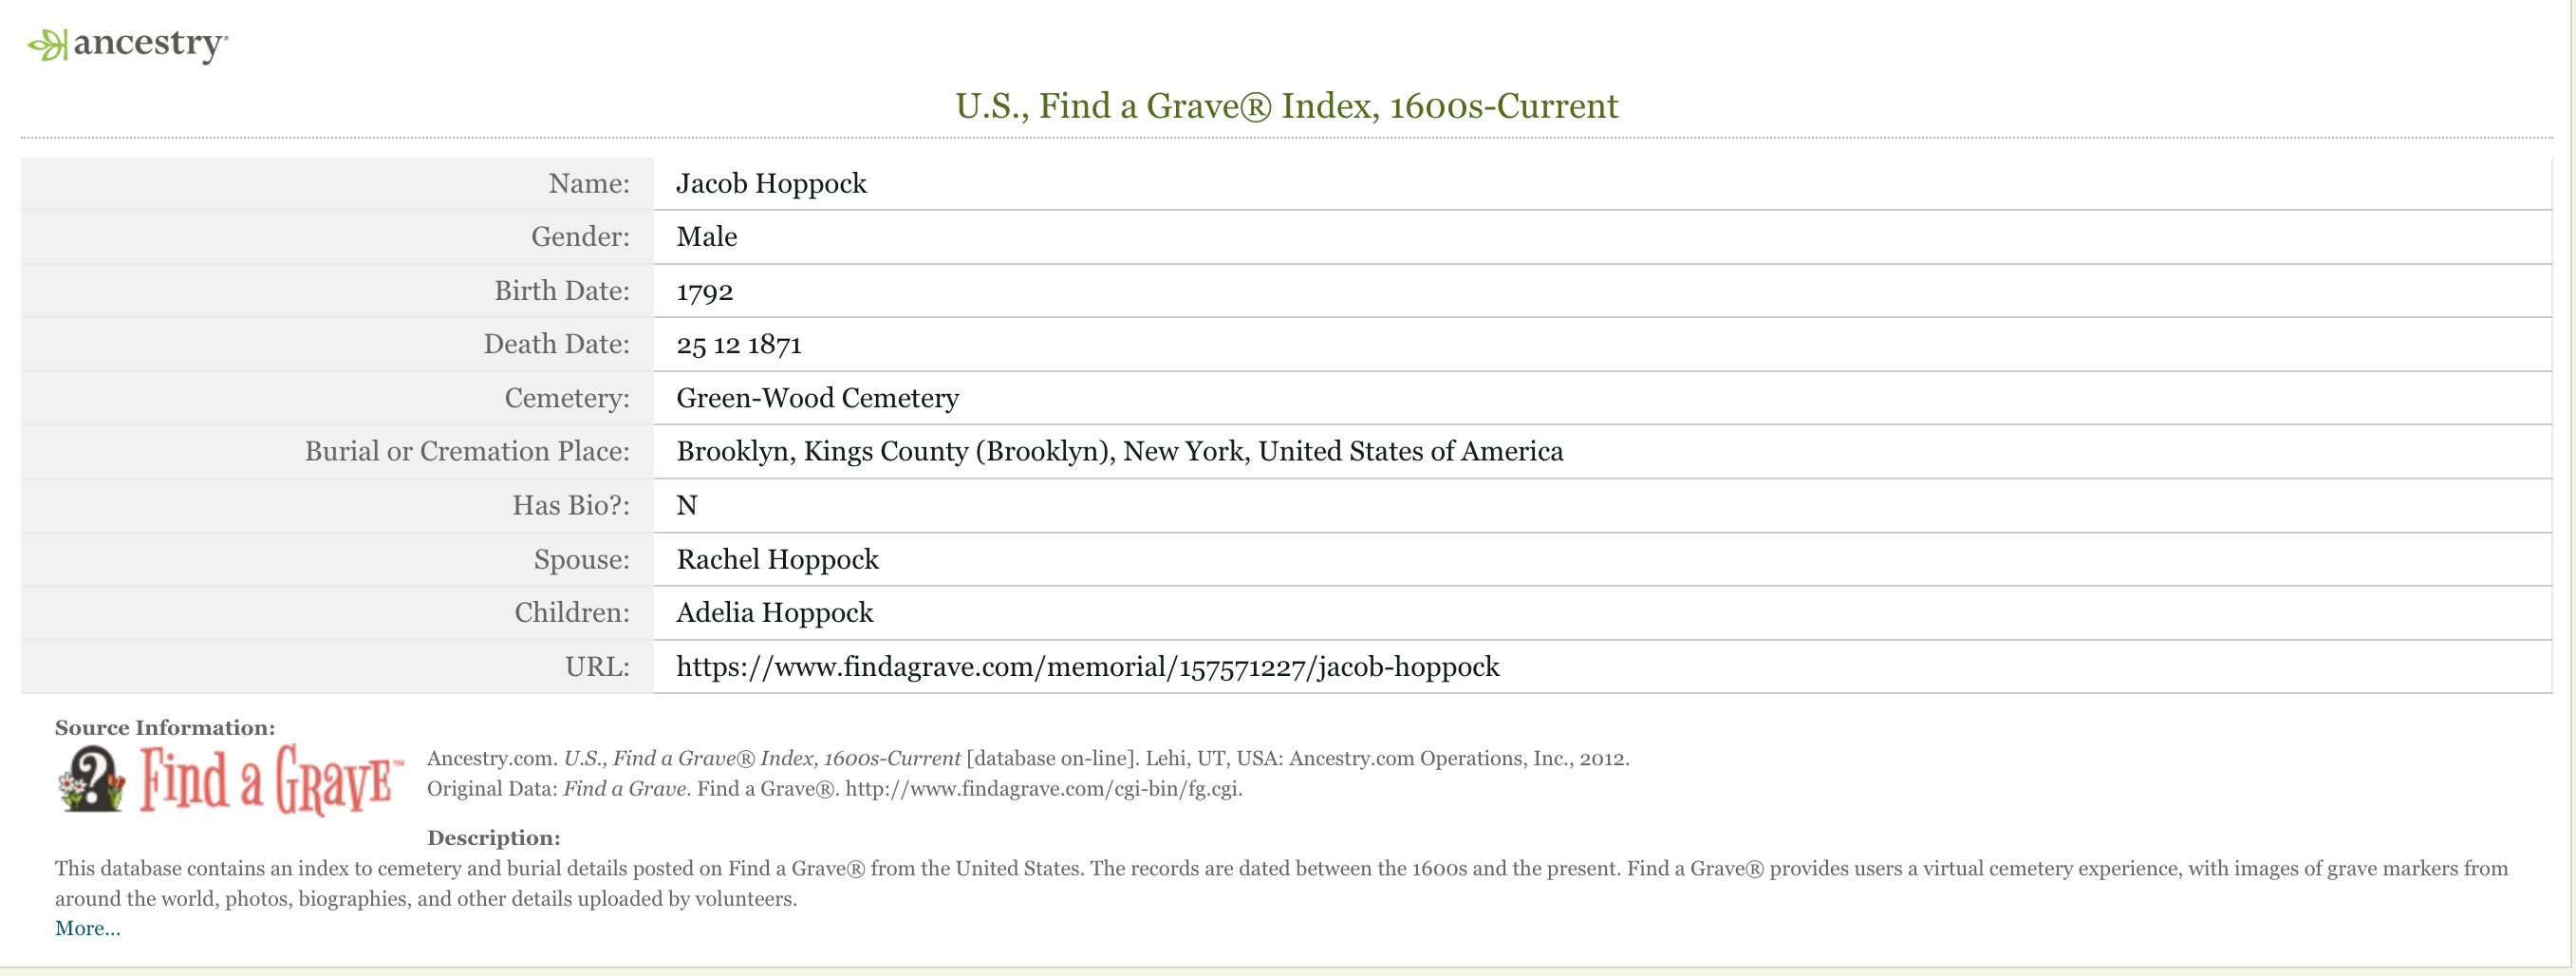 ancestry®
U.S., Find a Grave® Index, 1600s-Current
Name: Jacob Hoppock
Gender: Male
Birth Date: 1792
Death Date: 25 12 1871
Cemetery: Green-Wood Cemetery
Burial or Cremation Place: Brooklyn, Kings County (Brooklyn), New York, United States of America
Has Bio?: N
Spouse: Rachel Hoppock
Children: Adelia Hoppock
URL: https://www.findagrave.com/memorial/157571227/jacob-hoppock
Source Information:
? Find a Grave™
Ancestry.com. U.S., Find a Grave® Index, 1600s-Current [database on-line]. Lehi, UT, USA: Ancestry.com Operations, Inc., 2012.
Original Data: Find a Grave. Find a Grave®. http://www.findagrave.com/cgi-bin/fg.cgi.
Description:
This database contains an index to cemetery and burial details posted on Find a Grave® from the United States. The records are dated between the 1600s and the present. Find a Grave® provides users a virtual cemetery experience, with images of grave markers from
around the world, photos, biographies, and other details uploaded by volunteers.
More...